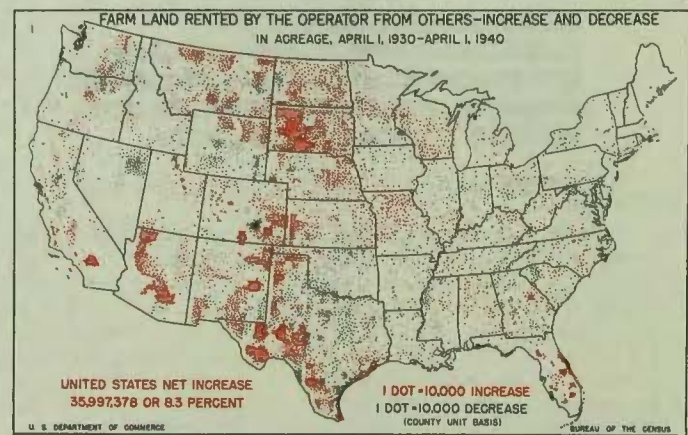 FARM LAND RENTED BY THE OPERATOR FROM OTHERS-INCREASE AND DECREASE
IN ACREAGE, APRIL 1, 1930-APRIL 1, 1940
UNITED STATES NET INCREASE
35,997,378 OR 8.3 PERCENT
1 DOT=10,000 INCREASE
1 DOT=10,000 DECREASE
(COUNTY UNIT BASIS)
U. S. DEPARTMENT OF COMMERCE
BUREAU OF THE CENSUS